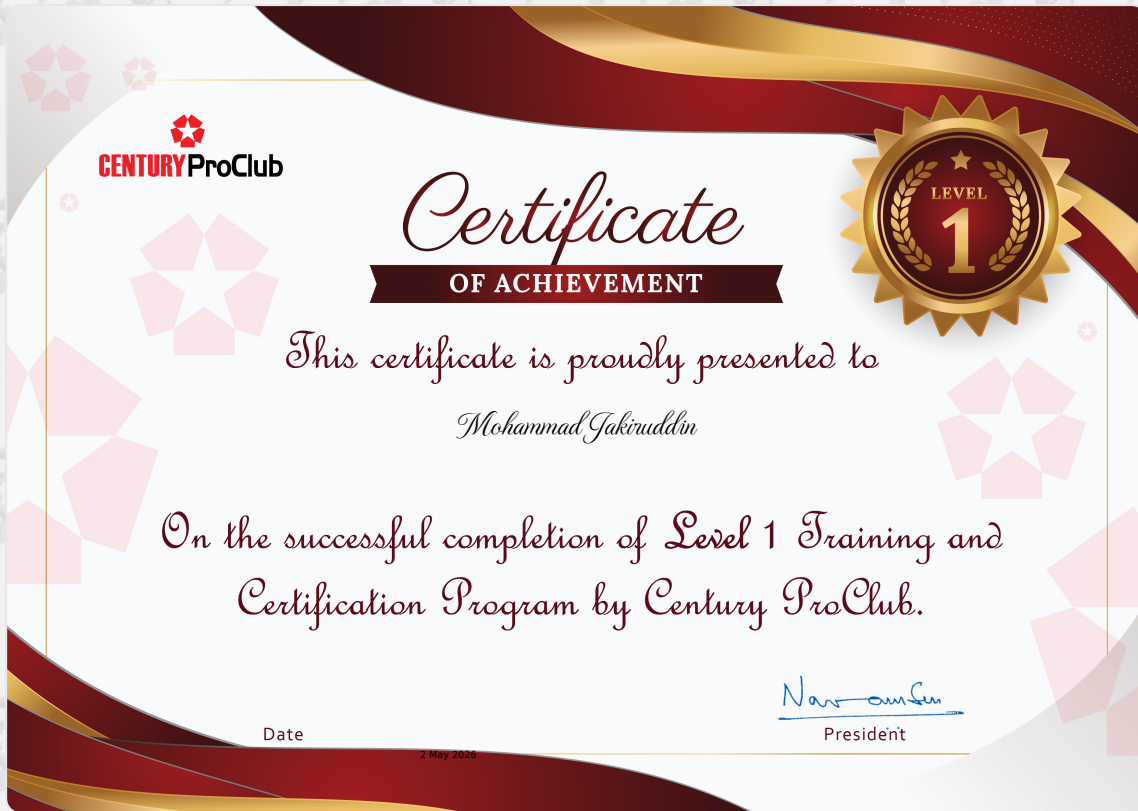 CENTURY ProClub
LEVEL
1
Certificate
OF ACHIEVEMENT
This certificate is proudly presented to
Mohammad Jakiruddin
On the successful completion of Level 1 Training and
Certification Program by Century ProClub.
Date
President
2 May 2026